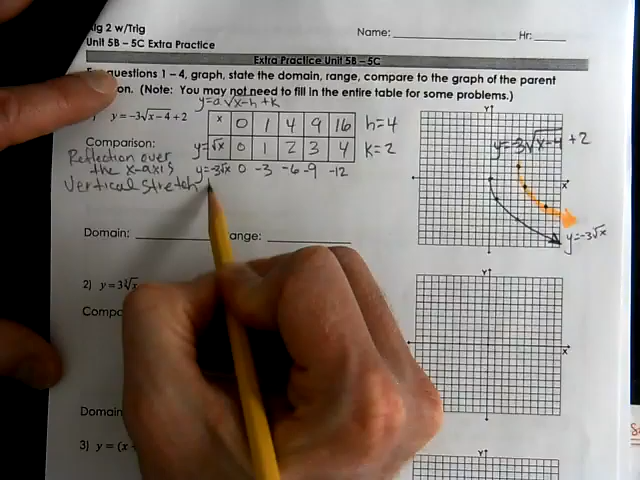 lg 2 w/Trig
Name: Hr:
Unit 5B – 5C Extra Practice
Extra Practice Unit 5B – 5C
questions 1 – 4, graph, state the domain, range, compare to the graph of the parent
on. (Note: You may not need to fill in the entire table for some problems.)
y=a√x-h+k
y = −3√x−4 + 2
x 0 1 4 9 16
h=4
Comparison:
y=√x 0 1 2 3 4
k=2
Reflection over
the x-axis
y=-3√x 0 -3 -6 -9 -12
Vertical stretch
y
y=-3√x-4 +2
x
y=-3√x
Domain: ange:
2) y = 3∛x
Compa
y
x
Domain
3) y = (x
y